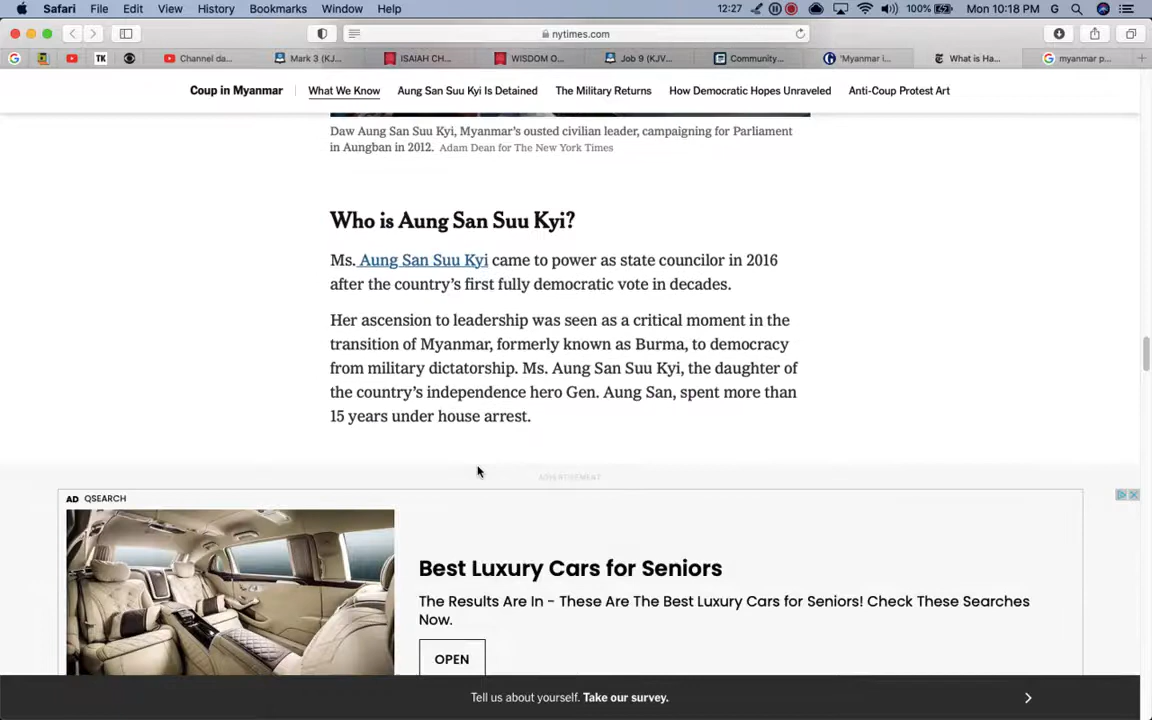 Safari File Edit View History Bookmarks Window Help 12:27 100% Mon 10:18 PM G
nytimes.com
Channel da... Mark 3 (KJ... ISAIAH CH... WISDOM O... Job 9 (KJV... Community... 'Myanmar i... What is Ha... myanmar p...
Coup in Myanmar What We Know Aung San Suu Kyi Is Detained The Military Returns How Democratic Hopes Unraveled Anti-Coup Protest Art
Daw Aung San Suu Kyi, Myanmar's ousted civilian leader, campaigning for Parliament
in Aungban in 2012. Adam Dean for The New York Times
Who is Aung San Suu Kyi?
Ms. Aung San Suu Kyi came to power as state councilor in 2016
after the country's first fully democratic vote in decades.
Her ascension to leadership was seen as a critical moment in the
transition of Myanmar, formerly known as Burma, to democracy
from military dictatorship. Ms. Aung San Suu Kyi, the daughter of
the country's independence hero Gen. Aung San, spent more than
15 years under house arrest.
ADVERTISEMENT
AD QSEARCH
Best Luxury Cars for Seniors
The Results Are In - These Are The Best Luxury Cars for Seniors! Check These Searches
Now.
OPEN
Tell us about yourself. Take our survey.